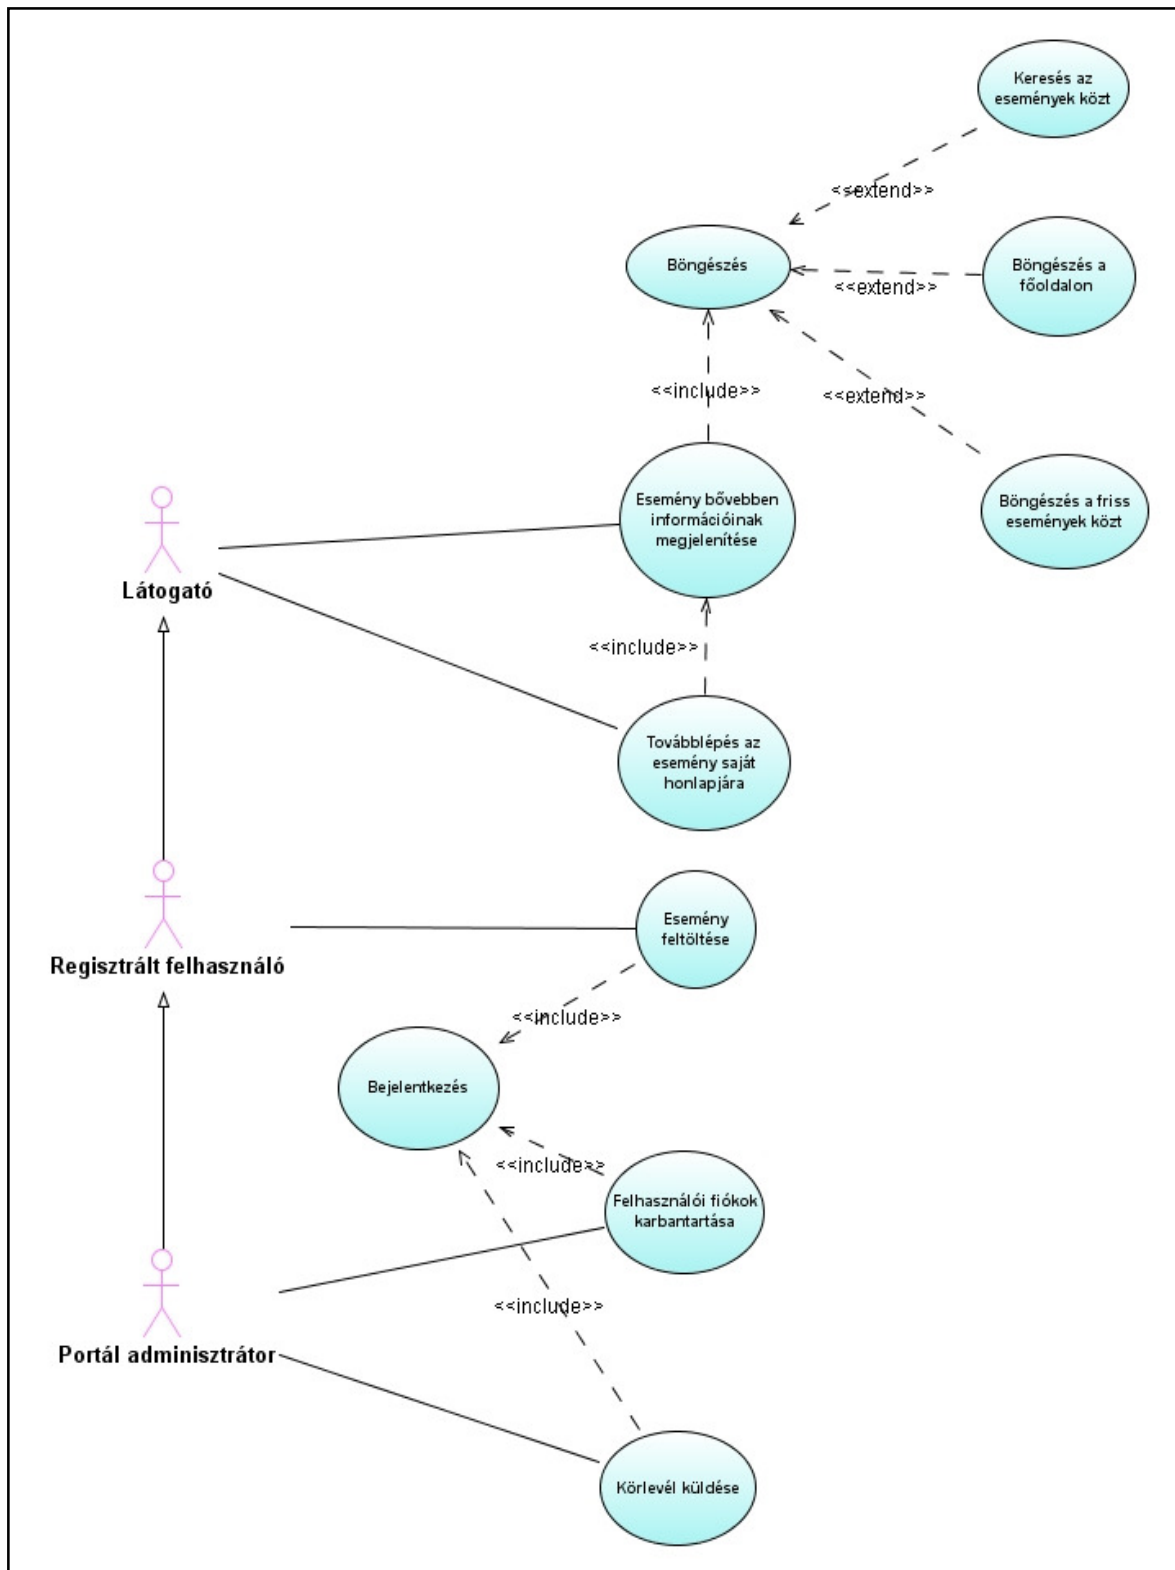 Keresés az
események közt
<<extend>>
Böngészés
Böngészés a
főoldalon
<<extend>>
<<include>>
<<extend>>
Esemény bővebben
információinak
megjelenítése
Böngészés a friss
események közt
Látogató
<<include>>
Továbblépés az
esemény saját
honlapjára
Esemény
feltöltése
Regisztrált felhasználó
<<include>>
Bejelentkezés
<<include>>
Felhasználói fiókok
karbantartása
<<include>>
Portál adminisztrátor
Körlevél küldése